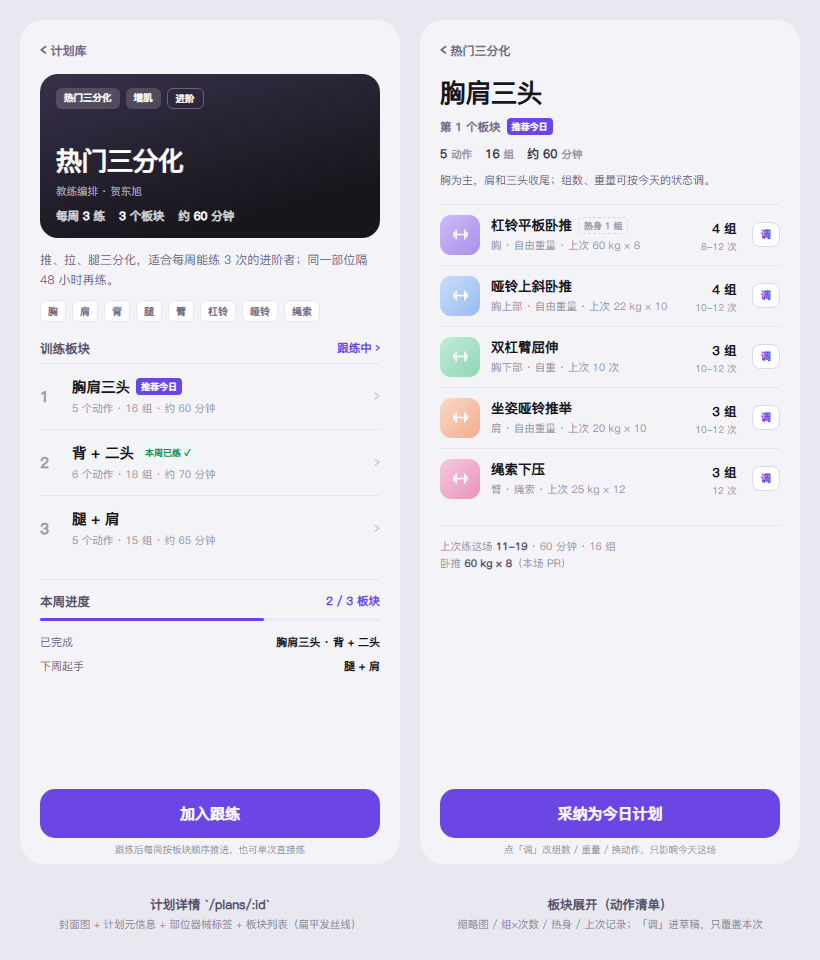 < 计划库
热门三分化 增肌 进阶
热门三分化
教练编排 · 贺东旭
每周 3 练 3 个板块 约 60 分钟
推、拉、腿三分化，适合每周能练 3 次的进阶者；同一部位隔
48 小时再练。
胸 肩 背 腿 臂 杠铃 哑铃 绳索
训练板块 跟练中 >
1 胸肩三头 推荐今日 >
5 个动作 · 16 组 · 约 60 分钟
2 背 + 二头 本周已练 ✓ >
6 个动作 · 18 组 · 约 70 分钟
3 腿 + 肩 >
5 个动作 · 15 组 · 约 65 分钟
本周进度 2 / 3 板块
已完成 胸肩三头 · 背 + 二头
下周起手 腿 + 肩
加入跟练
跟练后每周按板块顺序推进，也可单次直接练
计划详情 `/plans/:id`
封面图 + 计划元信息 + 部位器械标签 + 板块列表（扁平发丝线）
< 热门三分化
胸肩三头
第 1 个板块 推荐今日
5 动作 16 组 约 60 分钟
胸为主，肩和三头收尾；组数、重量可按今天的状态调。
杠铃平板卧推 热身 1 组 4 组 调
胸 · 自由重量 · 上次 60 kg × 8 8–12 次
哑铃上斜卧推 4 组 调
胸上部 · 自由重量 · 上次 22 kg × 10 10–12 次
双杠臂屈伸 3 组 调
胸下部 · 自重 · 上次 10 次 10–12 次
坐姿哑铃推举 3 组 调
肩 · 自由重量 · 上次 20 kg × 10 10–12 次
绳索下压 3 组 调
臂 · 绳索 · 上次 25 kg × 12 12 次
上次练这场 11–19 · 60 分钟 · 16 组
卧推 60 kg × 8（本场 PR）
采纳为今日计划
点「调」改组数 / 重量 / 换动作，只影响今天这场
板块展开（动作清单）
缩略图 / 组×次数 / 热身 / 上次记录；「调」进草稿，只覆盖本次